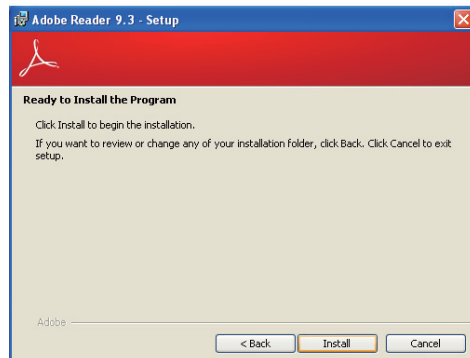 Adobe Reader 9.3 - Setup
Ready to Install the Program
Click Install to begin the installation.
If you want to review or change any of your installation folder, click Back. Click Cancel to exit
setup.
Adobe
< Back Install Cancel